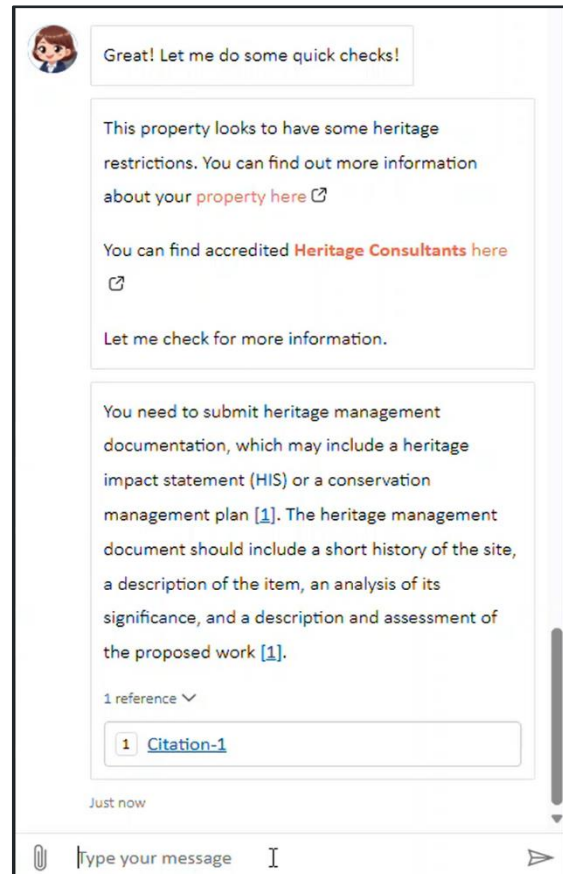 Great! Let me do some quick checks!
This property looks to have some heritage
restrictions. You can find out more information
about your property here
You can find accredited Heritage Consultants here
Let me check for more information.
You need to submit heritage management
documentation, which may include a heritage
impact statement (HIS) or a conservation
management plan [1]. The heritage management
document should include a short history of the site,
a description of the item, an analysis of its
significance, and a description and assessment of
the proposed work [1].
1 reference
1 Citation-1
Just now
Type your message